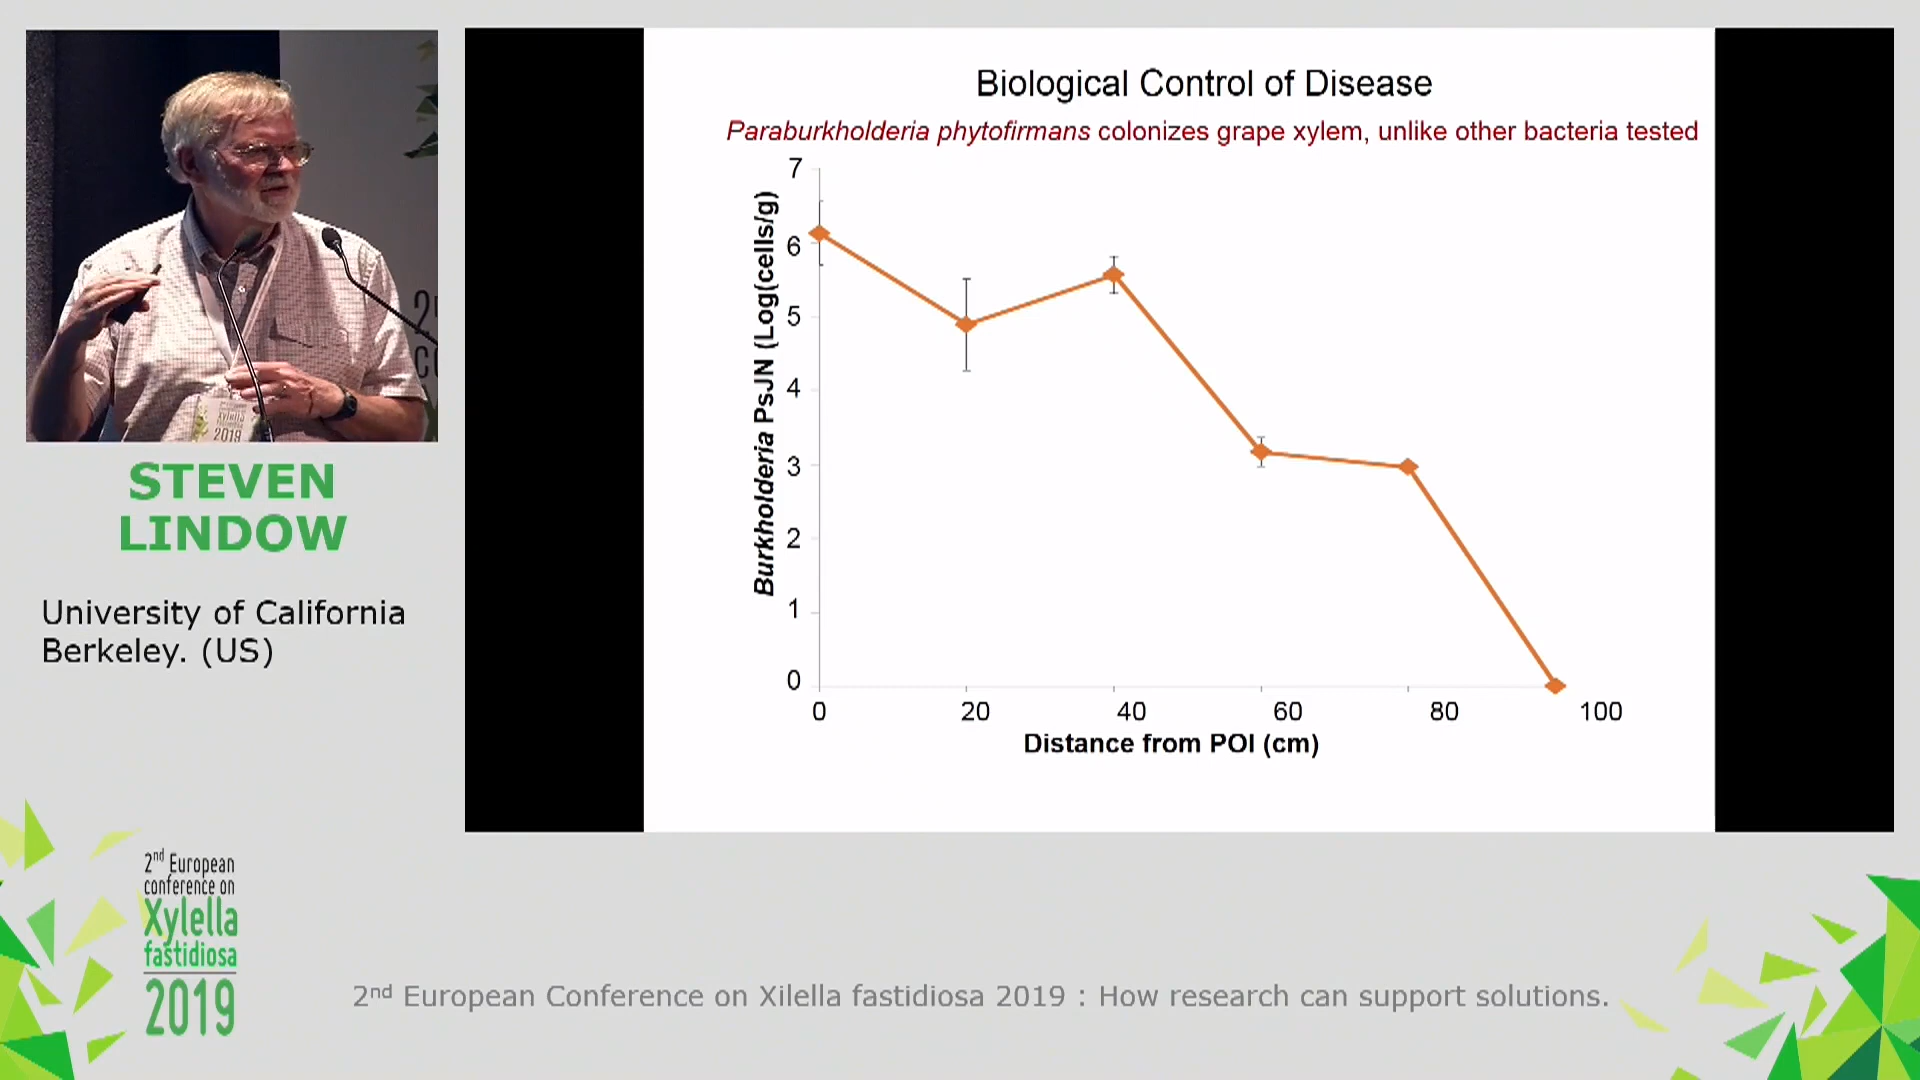 Biological Control of Disease
Paraburkholderia phytofirmans colonizes grape xylem, unlike other bacteria tested
Burkholderia PsJN (Log(cells/g)
7
6
5
4
3
2
1
0
0 20 40 60 80 100
Distance from POI (cm)
xylella
fastidiosa
2019
STEVEN
LINDOW
University of California
Berkeley. (US)
2nd European
conference on
Xylella
fastidiosa
2019
2nd European Conference on Xilella fastidiosa 2019 : How research can support solutions.